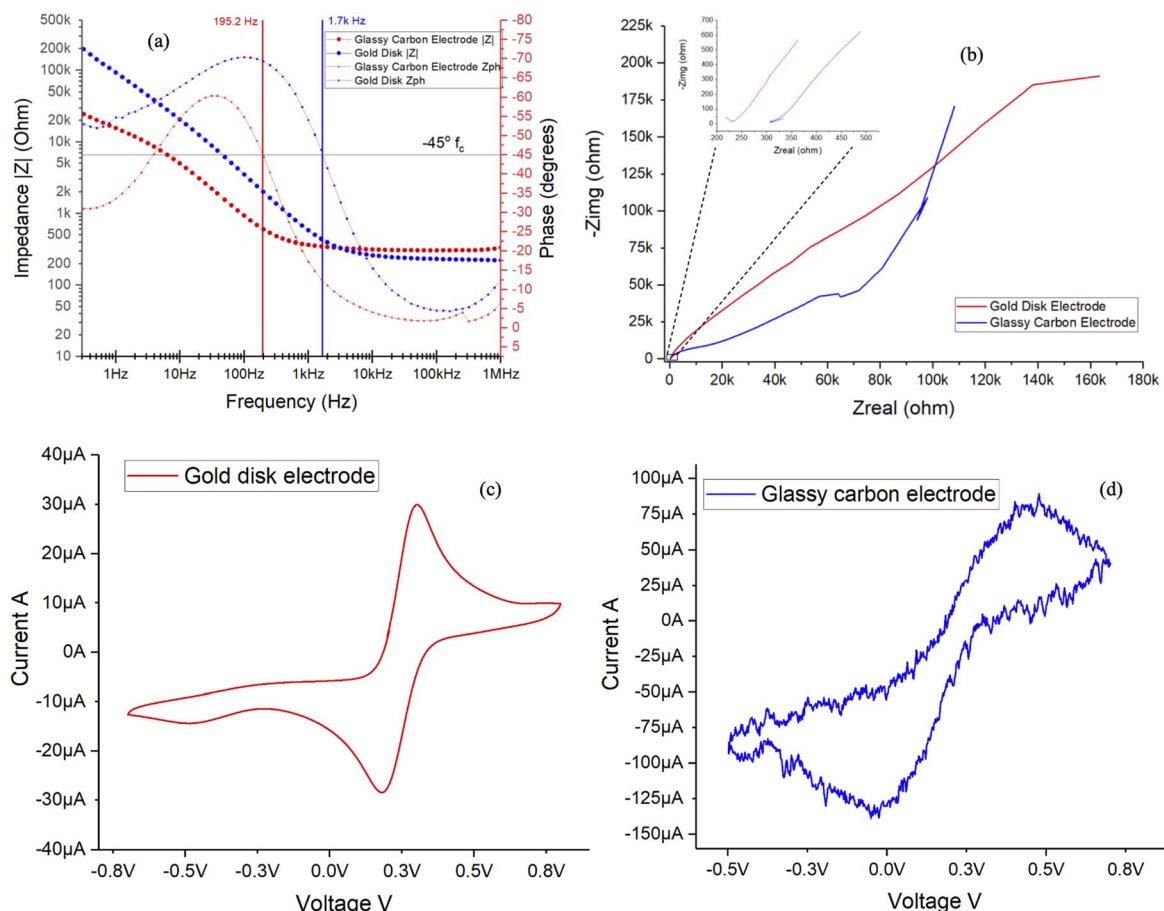 195.2 Hz
1.7k Hz
(a)
Glassy Carbon Electrode |Z|
Gold Disk |Z|
Glassy Carbon Electrode Zph
Gold Disk Zph
-45° fc
Impedance |Z| (Ohm)
500k
200k
100k
50k
20k
10k
5k
2k
1k
500
200
100
50
20
10
Phase (degrees)
-80
-75
-70
-65
-60
-55
-50
-45
-40
-35
-30
-25
-20
-15
-10
-5
0
5
1Hz
10Hz
100Hz
1kHz
10kHz
100kHz
1MHz
Frequency (Hz)
(b)
-Zimg (ohm)
225k
200k
175k
150k
125k
100k
75k
50k
25k
0
0
20k
40k
60k
80k
100k
120k
140k
160k
180k
Zreal (ohm)
-Zimg (ohm)
700
600
500
400
300
200
100
0
200
250
300
350
400
450
500
Zreal (ohm)
Gold Disk Electrode
Glassy Carbon Electrode
(c)
Gold disk electrode
Current A
40µA
30µA
20µA
10µA
0A
-10µA
-20µA
-30µA
-40µA
-0.8V
-0.5V
-0.3V
0.0V
0.3V
0.5V
0.8V
Voltage V
(d)
Glassy carbon electrode
Current A
100µA
75µA
50µA
25µA
0A
-25µA
-50µA
-75µA
-100µA
-125µA
-150µA
-0.5V
-0.3V
0.0V
0.3V
0.5V
0.8V
Voltage V